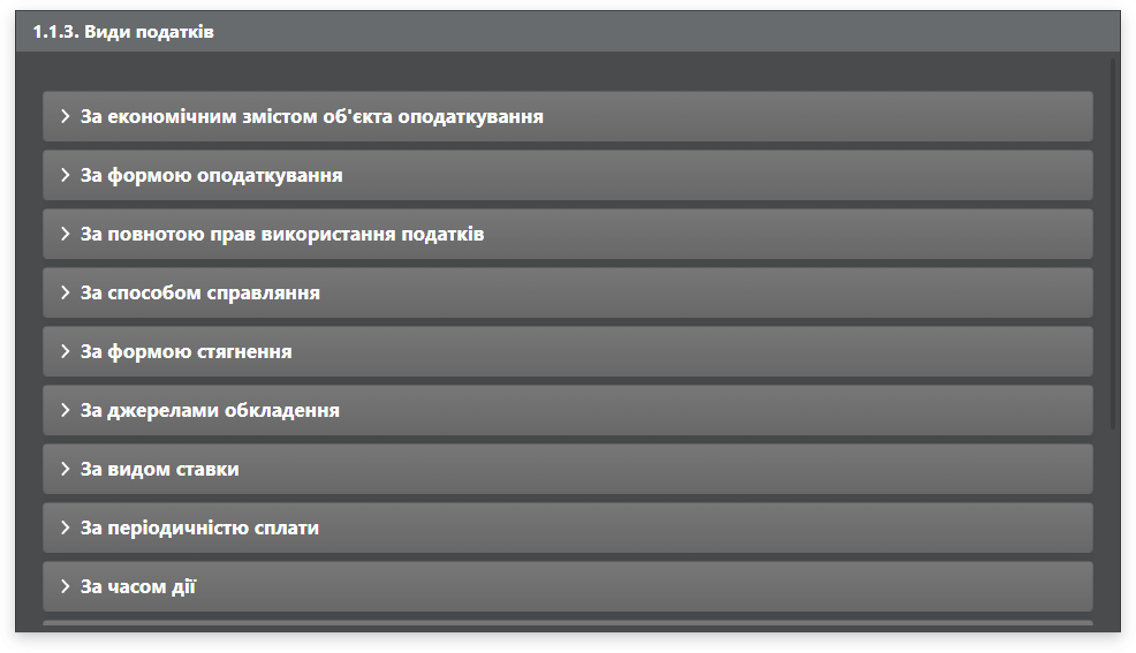 1.1.3. Види податків
За економічним змістом об'єкта оподаткування
За формою оподаткування
За повнотою прав використання податків
За способом справляння
За формою стягнення
За джерелами обкладення
За видом ставки
За періодичністю сплати
За часом дії